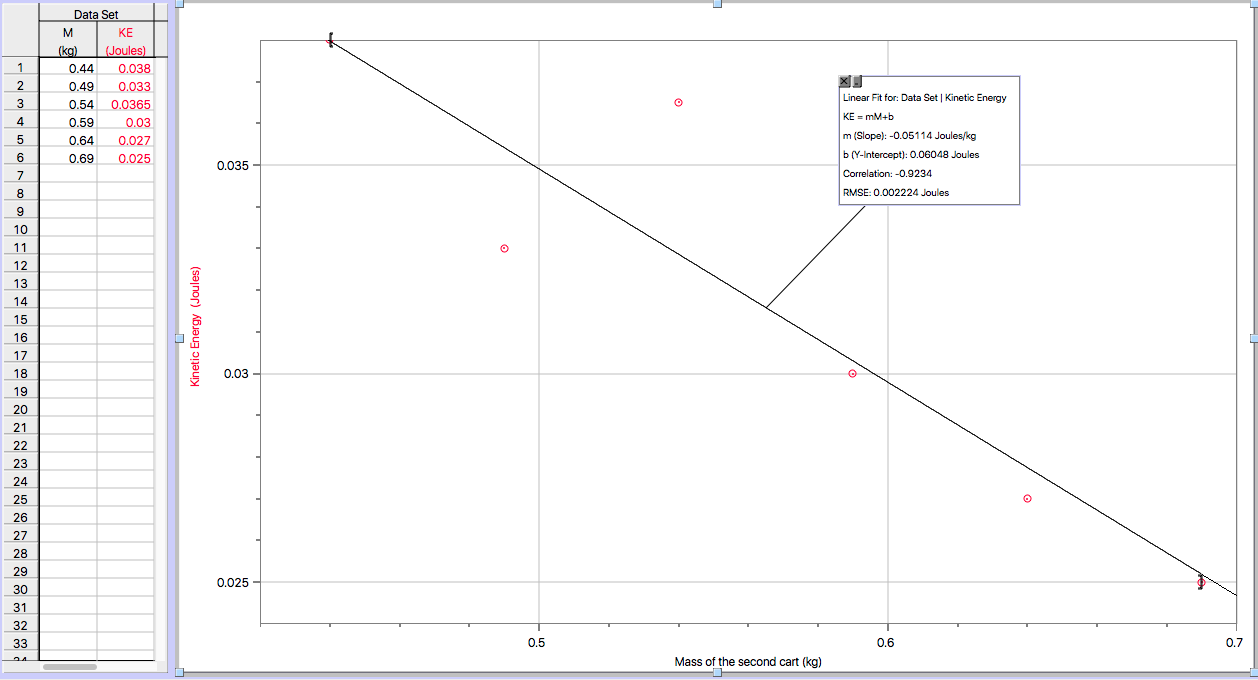 Data Set
M KE
(kg) (Joules)
1 0.44 0.038
2 0.49 0.033
3 0.54 0.0365
4 0.59 0.03
5 0.64 0.027
6 0.69 0.025
7
8
9
10
11
12
13
14
15
16
17
18
19
20
21
22
23
24
25
26
27
28
29
30
31
32
33
34
Kinetic Energy (Joules)
0.035
0.03
0.025
Linear Fit for: Data Set | Kinetic Energy
KE = mM+b
m (Slope): -0.05114 Joules/kg
b (Y-Intercept): 0.06048 Joules
Correlation: -0.9234
RMSE: 0.002224 Joules
0.5 0.6 0.7
Mass of the second cart (kg)